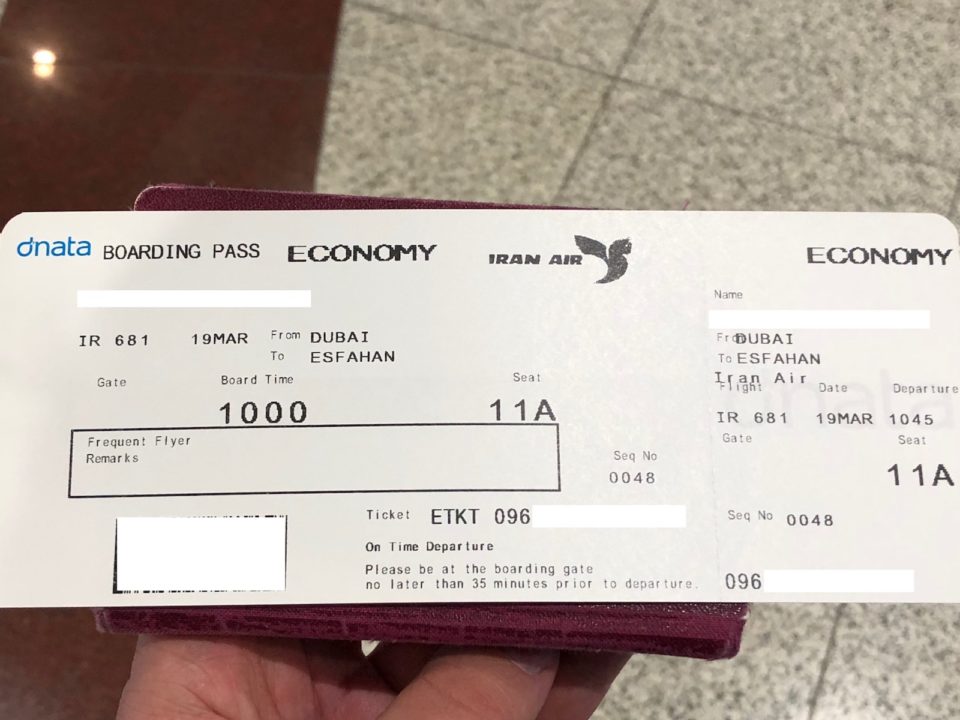 dnata BOARDING PASS ECONOMY IRAN AIR
IR 681 19MAR From DUBAI
To ESFAHAN
Gate Board Time Seat
1000 11A
Frequent Flyer
Remarks
Seq No
0048
Ticket ETKT 096
On Time Departure
Please be at the boarding gate
no later than 35 minutes prior to departure.
ECONOMY
Name
From DUBAI
To ESFAHAN
Iran Air
Flight Date Departure
IR 681 19MAR 1045
Gate Seat
11A
Seq No 0048
096
dnata